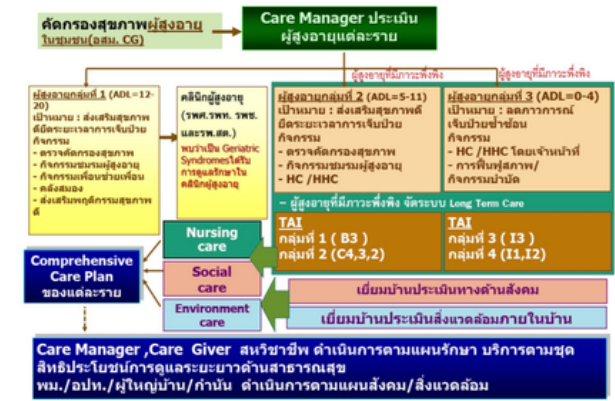 คัดกรองสุขภาพผู้สูงอายุ
ในชุมชน(อสม. CG)
Care Manager ประเมิน
ผู้สูงอายุแต่ละราย
ผู้สูงอายุที่มีภาวะพึ่งพิง
ผู้สูงอายุที่มีภาวะพึ่งพิง
ผู้สูงอายุกลุ่มที่ 1 (ADL=12-
20)
เป้าหมาย : ส่งเสริมสุขภาพดี
ยืดระยะเวลาการเจ็บป่วย
กิจกรรม
- ตรวจคัดกรองสุขภาพ
- กิจกรรมชมรมผู้สูงอายุ
- กิจกรรมเพื่อนช่วยเพื่อน
- คลังสมอง
- ส่งเสริมพฤติกรรมสุขภาพ
ดี
คลินิกผู้สูงอายุ
(รพศ.รพท. รพช.
และรพ.สต.)
พบว่าเป็น Geriatric
Syndromesได้รับ
การดูแลรักษาใน
คลินิกผู้สูงอายุ
ผู้สูงอายุกลุ่มที่ 2 (ADL=5-11)
เป้าหมาย : ส่งเสริมสุขภาพดี
ยืดระยะเวลาการเจ็บป่วย
กิจกรรม
- ตรวจคัดกรองสุขภาพ
- กิจกรรมชมรมผู้สูงอายุ
- HC /HHC
ผู้สูงอายุกลุ่มที่ 3 (ADL=0-4)
เป้าหมาย : ลดภาวการณ์
เจ็บป่วยซ้ำซ้อน
กิจกรรม
- HC / HHC โดยเจ้าหน้าที่
- การฟื้นฟูสภาพ/
กิจกรรมบำบัด
– ผู้สูงอายุที่มีภาวะพึ่งพิง จัดระบบ Long Term Care
TAI
กลุ่มที่ 1 ( B3 )
กลุ่มที่ 2 (C4,3,2)
TAI
กลุ่มที่ 3 ( I3 )
กลุ่มที่ 4 (I1,I2)
Nursing
care
Social
care
Environment
care
Comprehensive
Care Plan
ของแต่ละราย
เยี่ยมบ้านประเมินทางด้านสังคม
เยี่ยมบ้านประเมินสิ่งแวดล้อมภายในบ้าน
Care Manager ,Care Giver สหวิชาชีพ ดำเนินการตามแผนรักษา บริการตามชุด
สิทธิประโยชน์การดูแลระยะยาวด้านสาธารณสุข
พม./อปท./ผู้ใหญ่บ้าน/กำนัน ดำเนินการตามแผนสังคม/สิ่งแวดล้อม